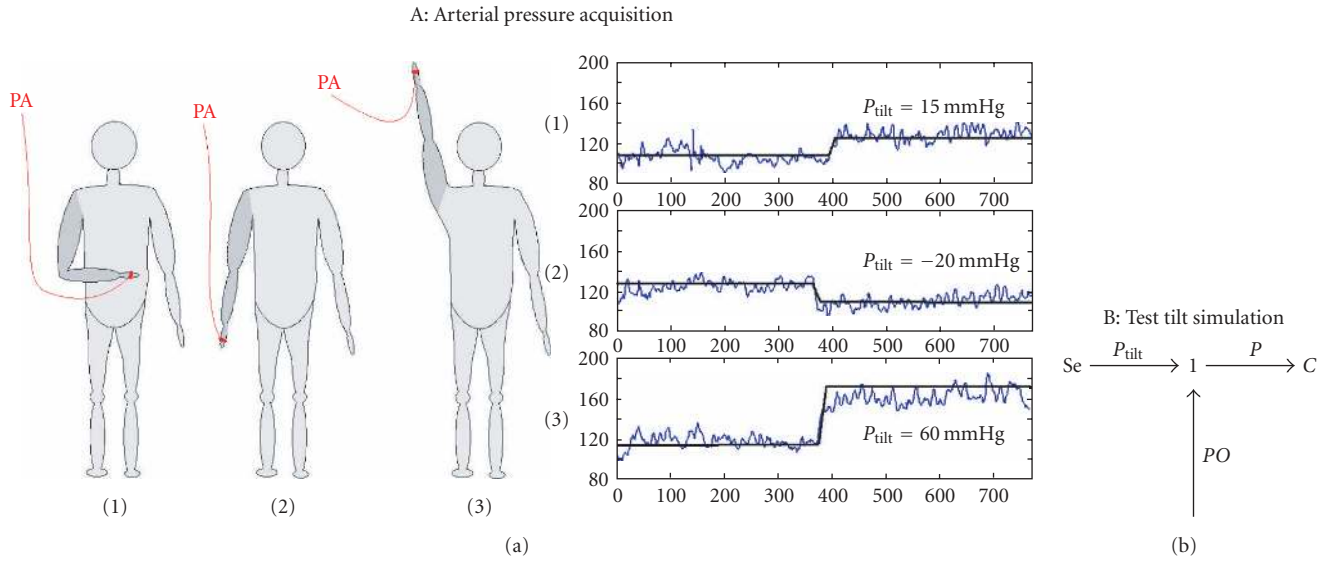 A: Arterial pressure acquisition
PA
PA
PA
(1)
(2)
(3)
(1)
200
160
120
80
P_tilt = 15 mmHg
0 100 200 300 400 500 600 700
(2)
200
160
120
80
P_tilt = −20 mmHg
0 100 200 300 400 500 600 700
(3)
200
160
120
80
P_tilt = 60 mmHg
0 100 200 300 400 500 600 700
(a)
B: Test tilt simulation
Se P_tilt 1 P C
PO
(b)